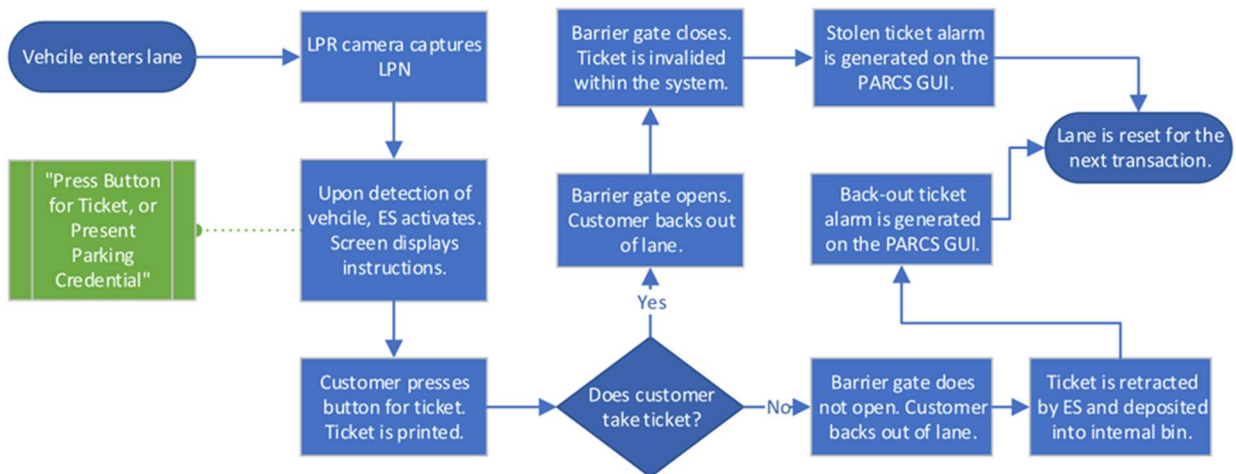 Vehcile enters lane
LPR camera captures
LPN
"Press Button
for Ticket, or
Present
Parking
Credential"
Upon detection of
vehcile, ES activates.
Screen displays
instructions.
Customer presses
button for ticket.
Ticket is printed.
Does customer
take ticket?
Yes
Barrier gate opens.
Customer backs out
of lane.
Barrier gate closes.
Ticket is invalided
within the system.
Stolen ticket alarm
is generated on the
PARCS GUI.
No
Barrier gate does
not open. Customer
backs out of lane.
Ticket is retracted
by ES and deposited
into internal bin.
Back-out ticket
alarm is generated
on the PARCS GUI.
Lane is reset for the
next transaction.